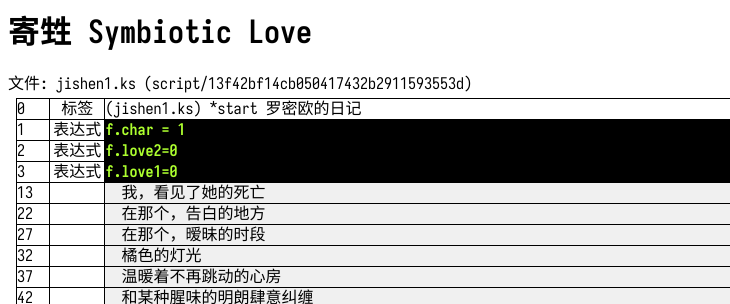 寄甡 Symbiotic Love
文件: jishen1.ks (script/13f42bf14cb050417432b2911593553d)
0 标签 (jishen1.ks) *start 罗密欧的日记
1 表达式 f.char = 1
2 表达式 f.love2=0
3 表达式 f.love1=0
13 我，看见了她的死亡
22 在那个，告白的地方
27 在那个，暧昧的时段
32 橘色的灯光
37 温暖着不再跳动的心房
42 和某种腥味的明朗肆意纠缠